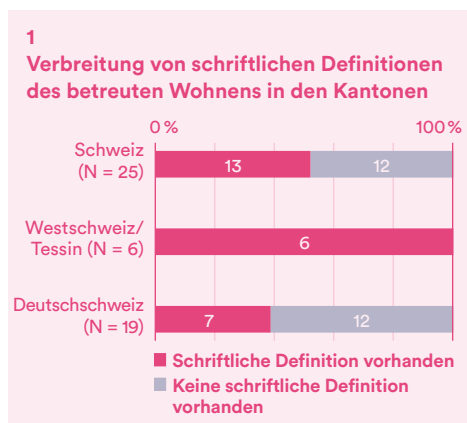 1
Verbreitung von schriftlichen Definitionen
des betreuten Wohnens in den Kantonen
0 % 100 %
Schweiz
(N = 25)
13 12
Westschweiz/
Tessin (N = 6)
6
Deutschschweiz
(N = 19)
7 12
Schriftliche Definition vorhanden
Keine schriftliche Definition
vorhanden